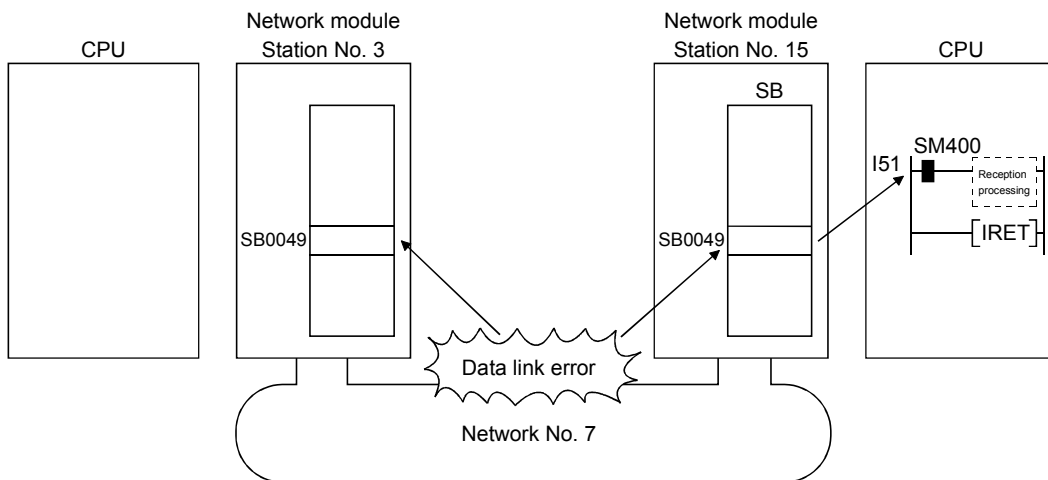 CPU
Network module
Station No. 3
Network module
Station No. 15
CPU
SB
SM400
I51
Reception
processing
IRET
SB0049
SB0049
Data link error
Network No. 7